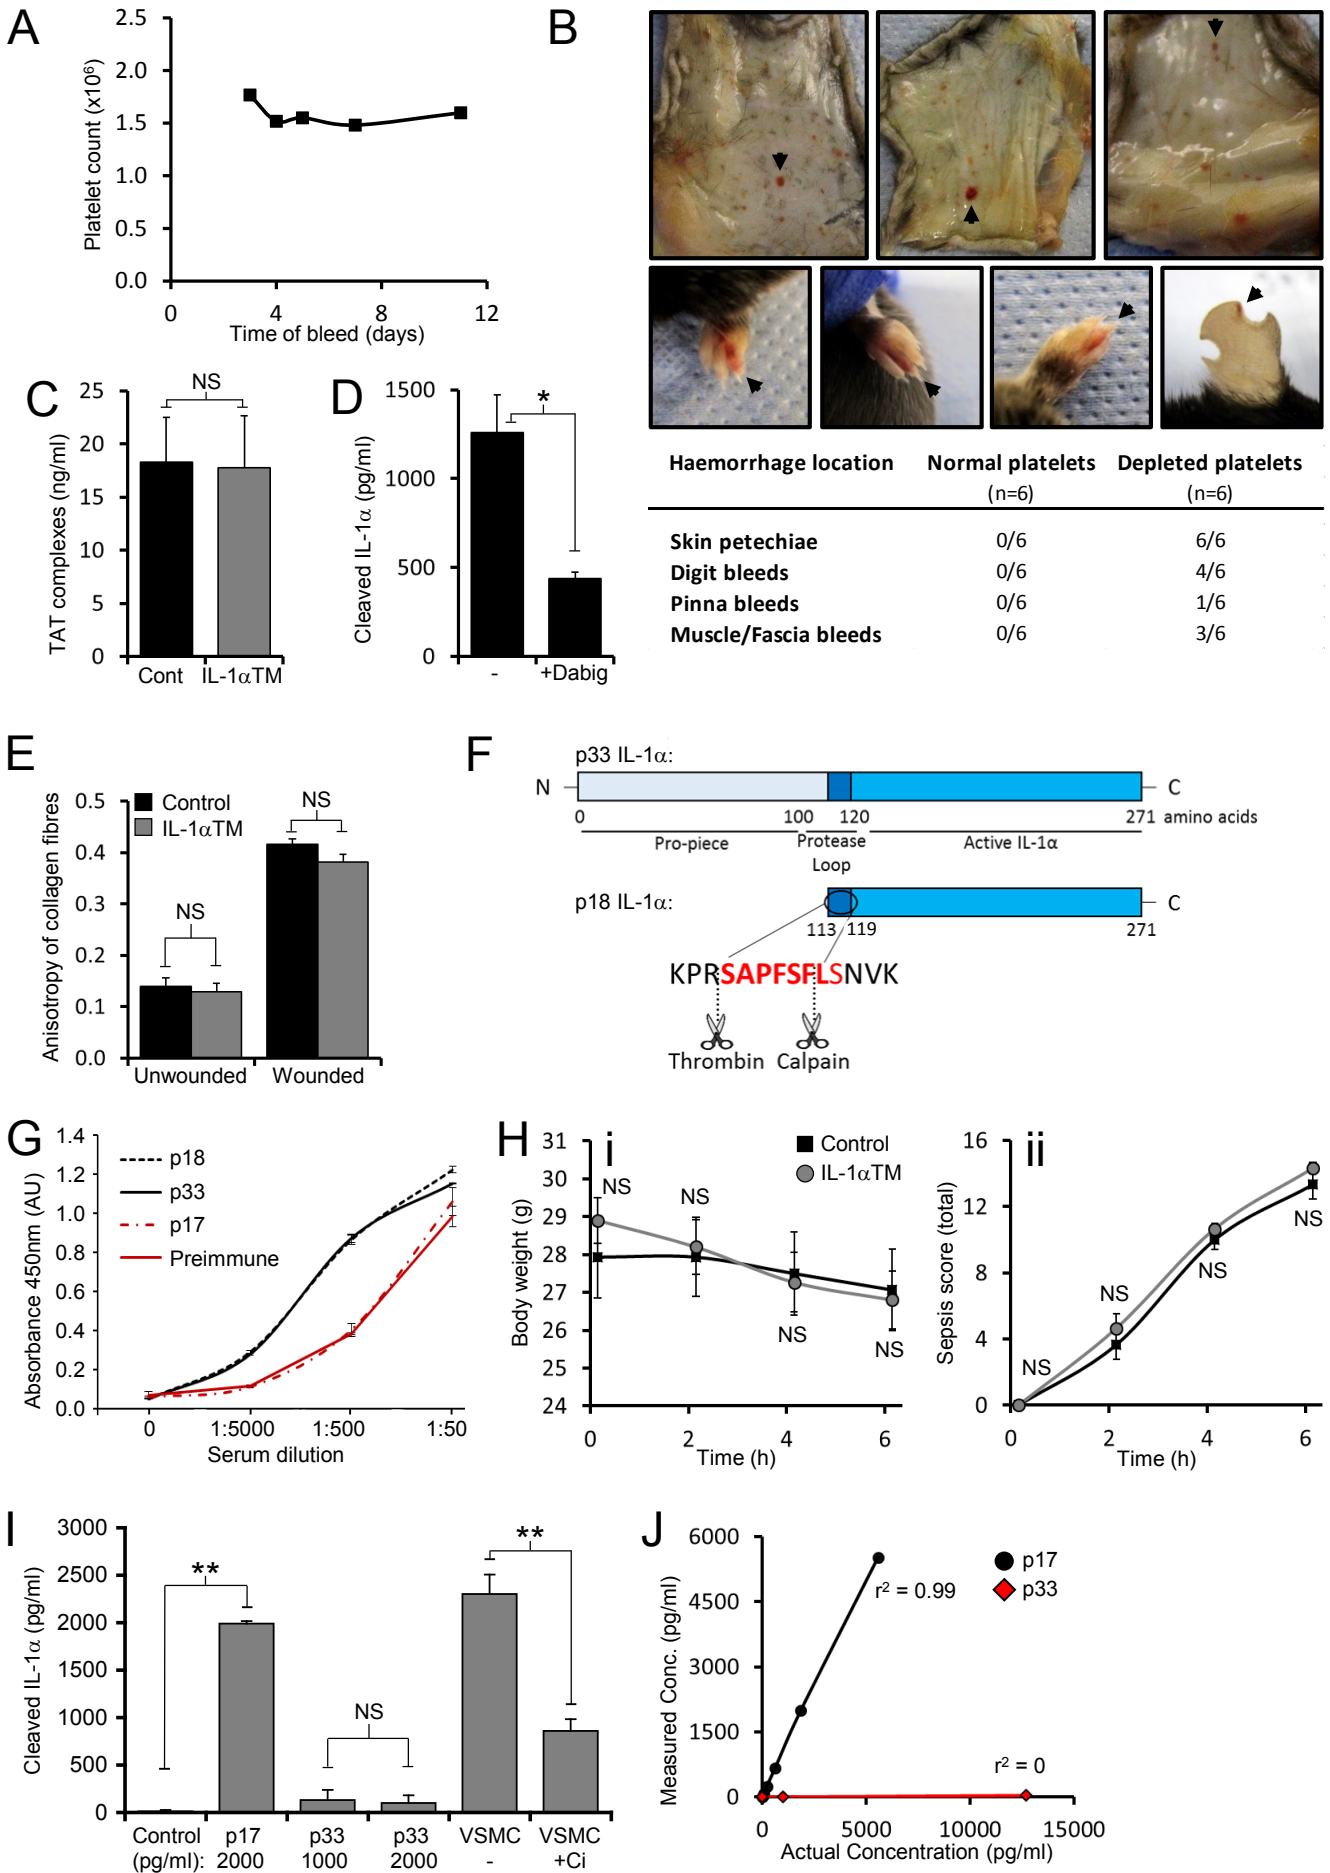 A
2.5
2.0
1.5
1.0
0.5
0.0
Platelet count (x10⁶)
0 4 8 12
Time of bleed (days)
B
Haemorrhage location Normal platelets Depleted platelets
(n=6) (n=6)
Skin petechiae 0/6 6/6
Digit bleeds 0/6 4/6
Pinna bleeds 0/6 1/6
Muscle/Fascia bleeds 0/6 3/6
C
25
20
15
10
5
0
TAT complexes (ng/ml)
NS
Cont IL-1αTM
D
1500
1000
500
0
Cleaved IL-1α (pg/ml)
*
- +Dabig
E
0.5
0.4
0.3
0.2
0.1
0.0
Anisotropy of collagen fibres
Control
IL-1αTM
NS
NS
Unwounded Wounded
F
p33 IL-1α:
N C
0 100 120 271 amino acids
Pro-piece Protease Active IL-1α
Loop
p18 IL-1α:
C
113 119 271
KPRSAPFSFLSNVK
Thrombin Calpain
G
1.4
1.2
1.0
0.8
0.6
0.4
0.2
0.0
Absorbance 450nm (AU)
p18
p33
p17
Preimmune
0 1:5000 1:500 1:50
Serum dilution
H
i
31
30
29
28
27
26
25
24
Body weight (g)
Control
IL-1αTM
NS
NS
NS
NS
0 2 4 6
Time (h)
ii
16
12
8
4
0
Sepsis score (total)
NS
NS
NS
NS
0 2 4 6
Time (h)
I
3000
2500
2000
1500
1000
500
0
Cleaved IL-1α (pg/ml)
**
NS
**
Control p17 p33 p33 VSMC VSMC
(pg/ml): 2000 1000 2000 - +Ci
J
6000
4500
3000
1500
0
Measured Conc. (pg/ml)
p17
p33
r² = 0.99
r² = 0
0 5000 10000 15000
Actual Concentration (pg/ml)